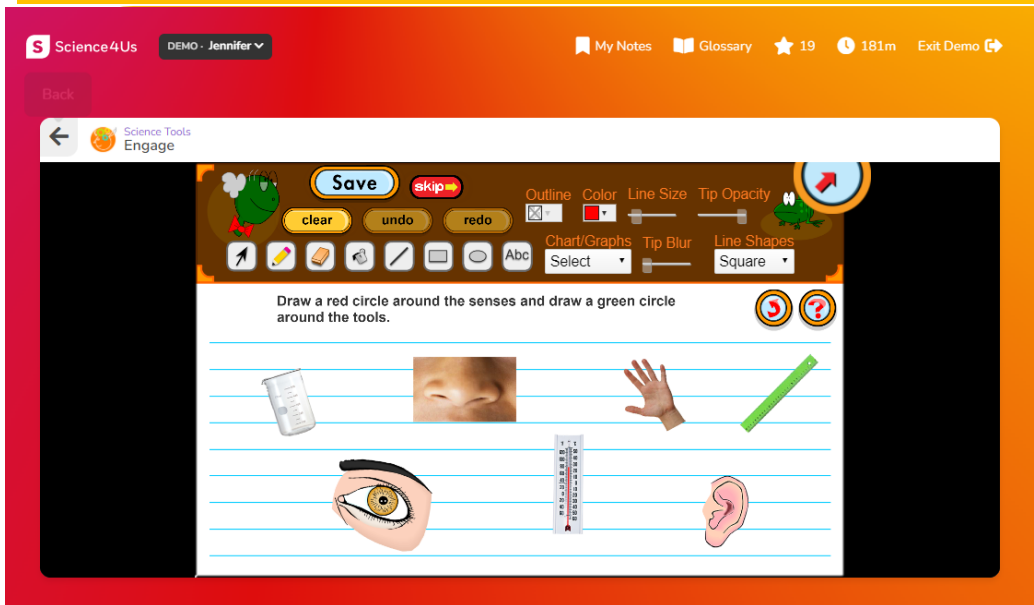 S Science4Us DEMO - Jennifer My Notes Glossary 19 181m Exit Demo
Back
Science Tools
Engage
Save skip
clear undo redo
Outline Color Line Size Tip Opacity
Abc
Chart/Graphs Tip Blur Line Shapes
Select Square
Draw a red circle around the senses and draw a green circle
around the tools.
?